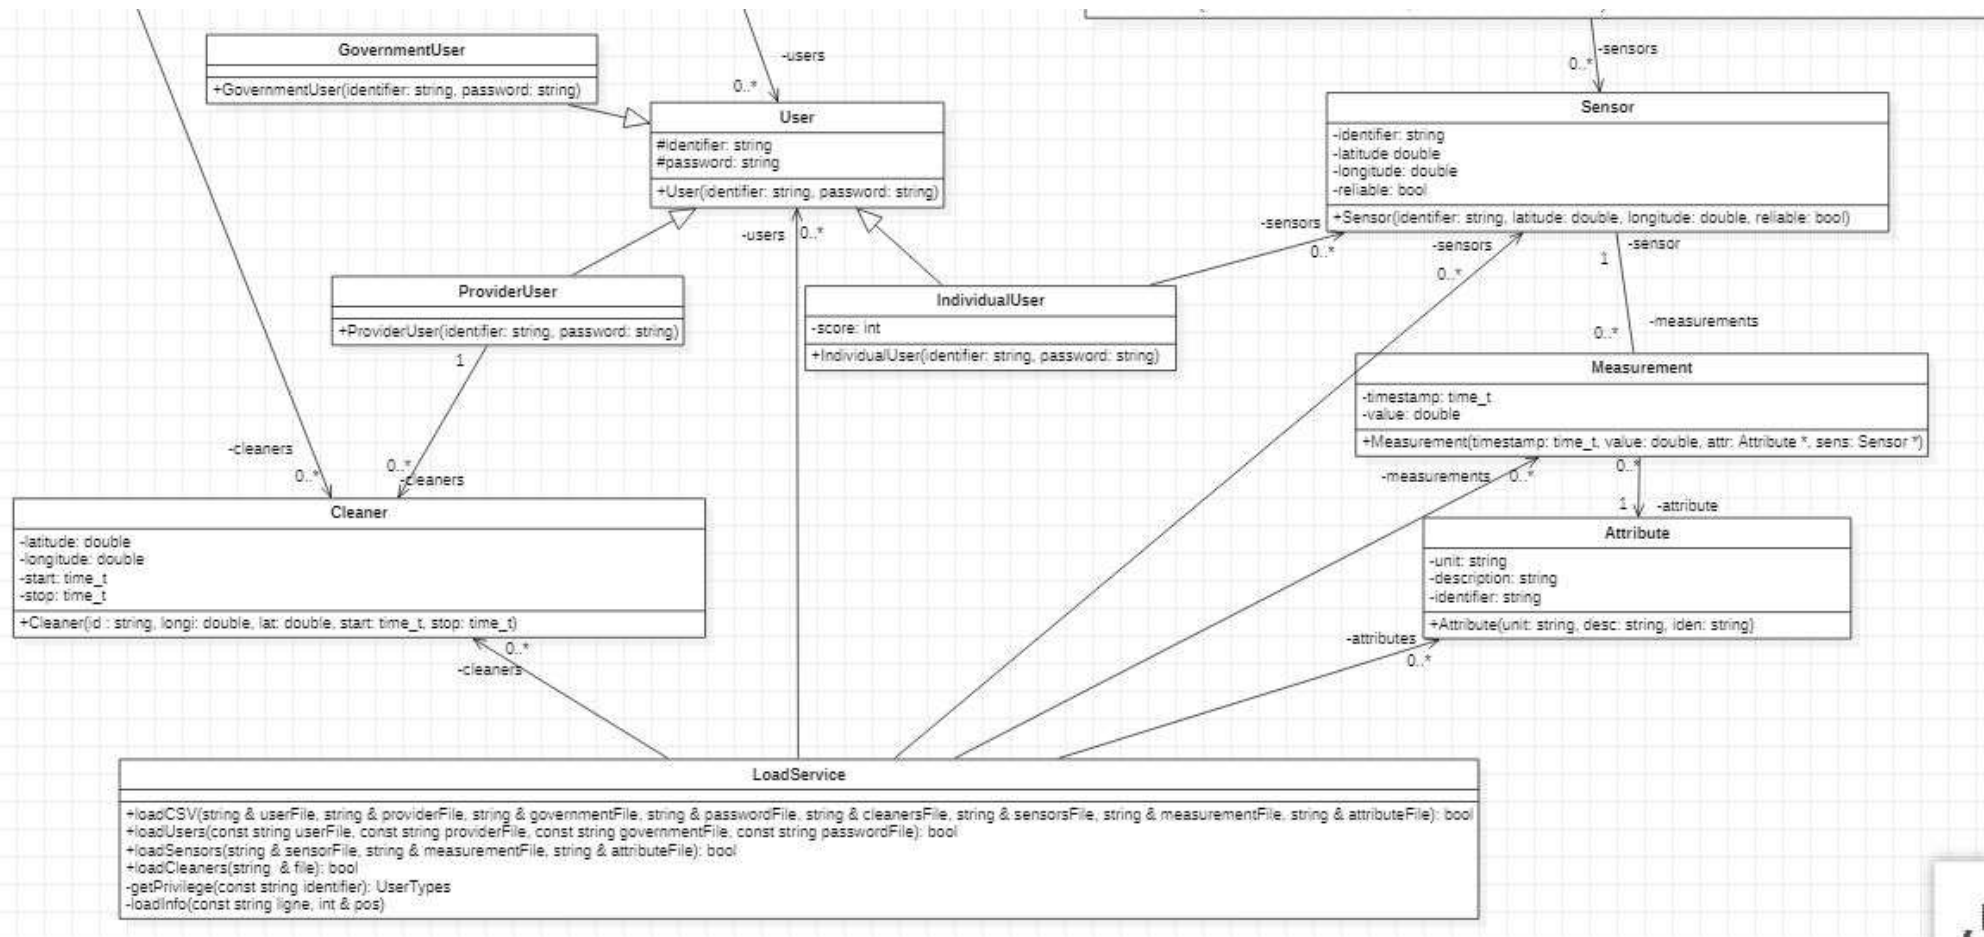 -users
0..*
-sensors
0..*
GovernmentUser
+GovernmentUser(identifier: string, password: string)
User
#identifier: string
#password: string
+User(identifier: string, password: string)
Sensor
-identifier: string
-latitude double
-longitude: double
-reliable: bool
+Sensor(identifier: string, latitude: double, longitude: double, reliable: bool)
-users
0..*
-sensors
0..*
-sensors
0..*
-sensor
1
ProviderUser
+ProviderUser(identifier: string, password: string)
1
IndividualUser
-score: int
+IndividualUser(identifier: string, password: string)
-measurements
0..*
Measurement
-timestamp: time_t
-value: double
+Measurement(timestamp: time_t, value: double, attr: Attribute *, sens: Sensor *)
-cleaners
0..*
0..*
-cleaners
-measurements
0..*
0..*
1
-attribute
Cleaner
-latitude: double
-longitude: double
-start: time_t
-stop: time_t
+Cleaner(id : string, longi: double, lat: double, start: time_t, stop: time_t)
Attribute
-unit: string
-description: string
-identifier: string
+Attribute(unit: string, desc: string, iden: string)
0..*
-cleaners
-attributes
0..*
LoadService
+loadCSV(string & userFile, string & providerFile, string & governmentFile, string & passwordFile, string & cleanersFile, string & sensorsFile, string & measurementFile, string & attributeFile): bool
+loadUsers(const string userFile, const string providerFile, const string governmentFile, const string passwordFile): bool
+loadSensors(string & sensorFile, string & measurementFile, string & attributeFile): bool
+loadCleaners(string & file): bool
-getPrivilege(const string identifier): UserTypes
-loadInfo(const string ligne, int & pos)